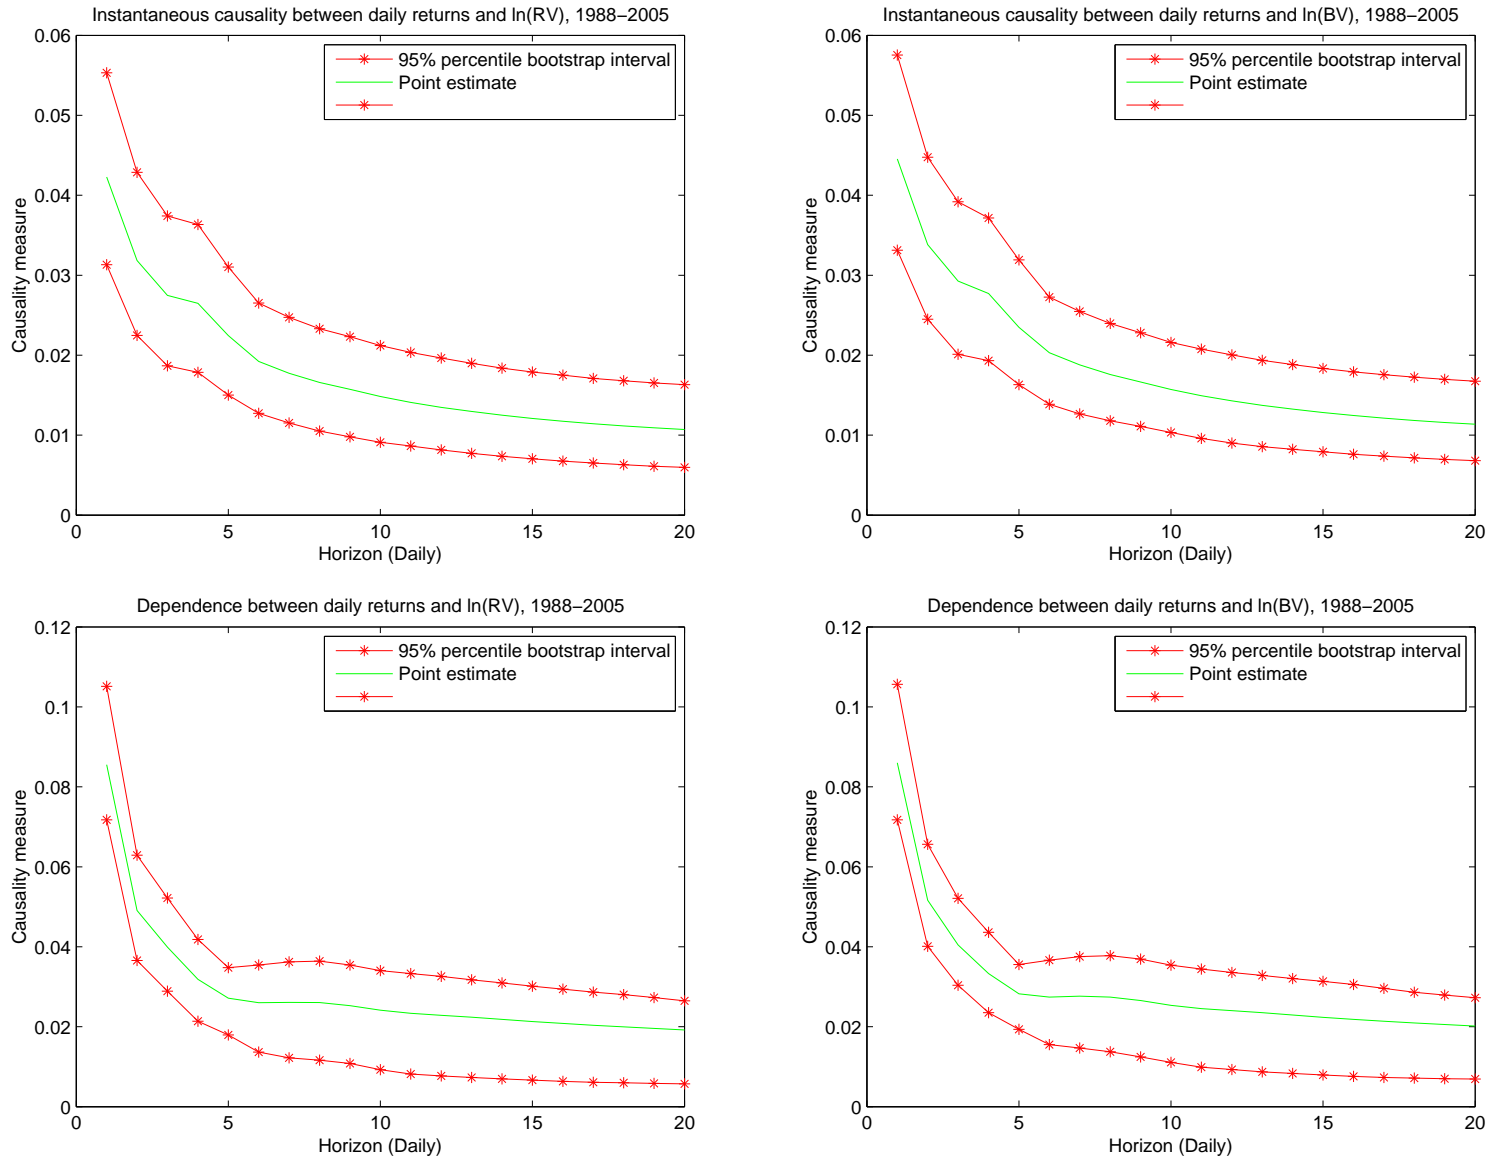 Instantaneous causality between daily returns and ln(RV), 1988−2005
0.06
0.05
0.04
0.03
0.02
0.01
0
Causality measure
95% percentile bootstrap interval
Point estimate
0 5 10 15 20
Horizon (Daily)
Instantaneous causality between daily returns and ln(BV), 1988−2005
0.06
0.05
0.04
0.03
0.02
0.01
0
Causality measure
95% percentile bootstrap interval
Point estimate
0 5 10 15 20
Horizon (Daily)
Dependence between daily returns and ln(RV), 1988−2005
0.12
0.1
0.08
0.06
0.04
0.02
0
Causality measure
95% percentile bootstrap interval
Point estimate
0 5 10 15 20
Horizon (Daily)
Dependence between daily returns and ln(BV), 1988−2005
0.12
0.1
0.08
0.06
0.04
0.02
0
Causality measure
95% percentile bootstrap interval
Point estimate
0 5 10 15 20
Horizon (Daily)